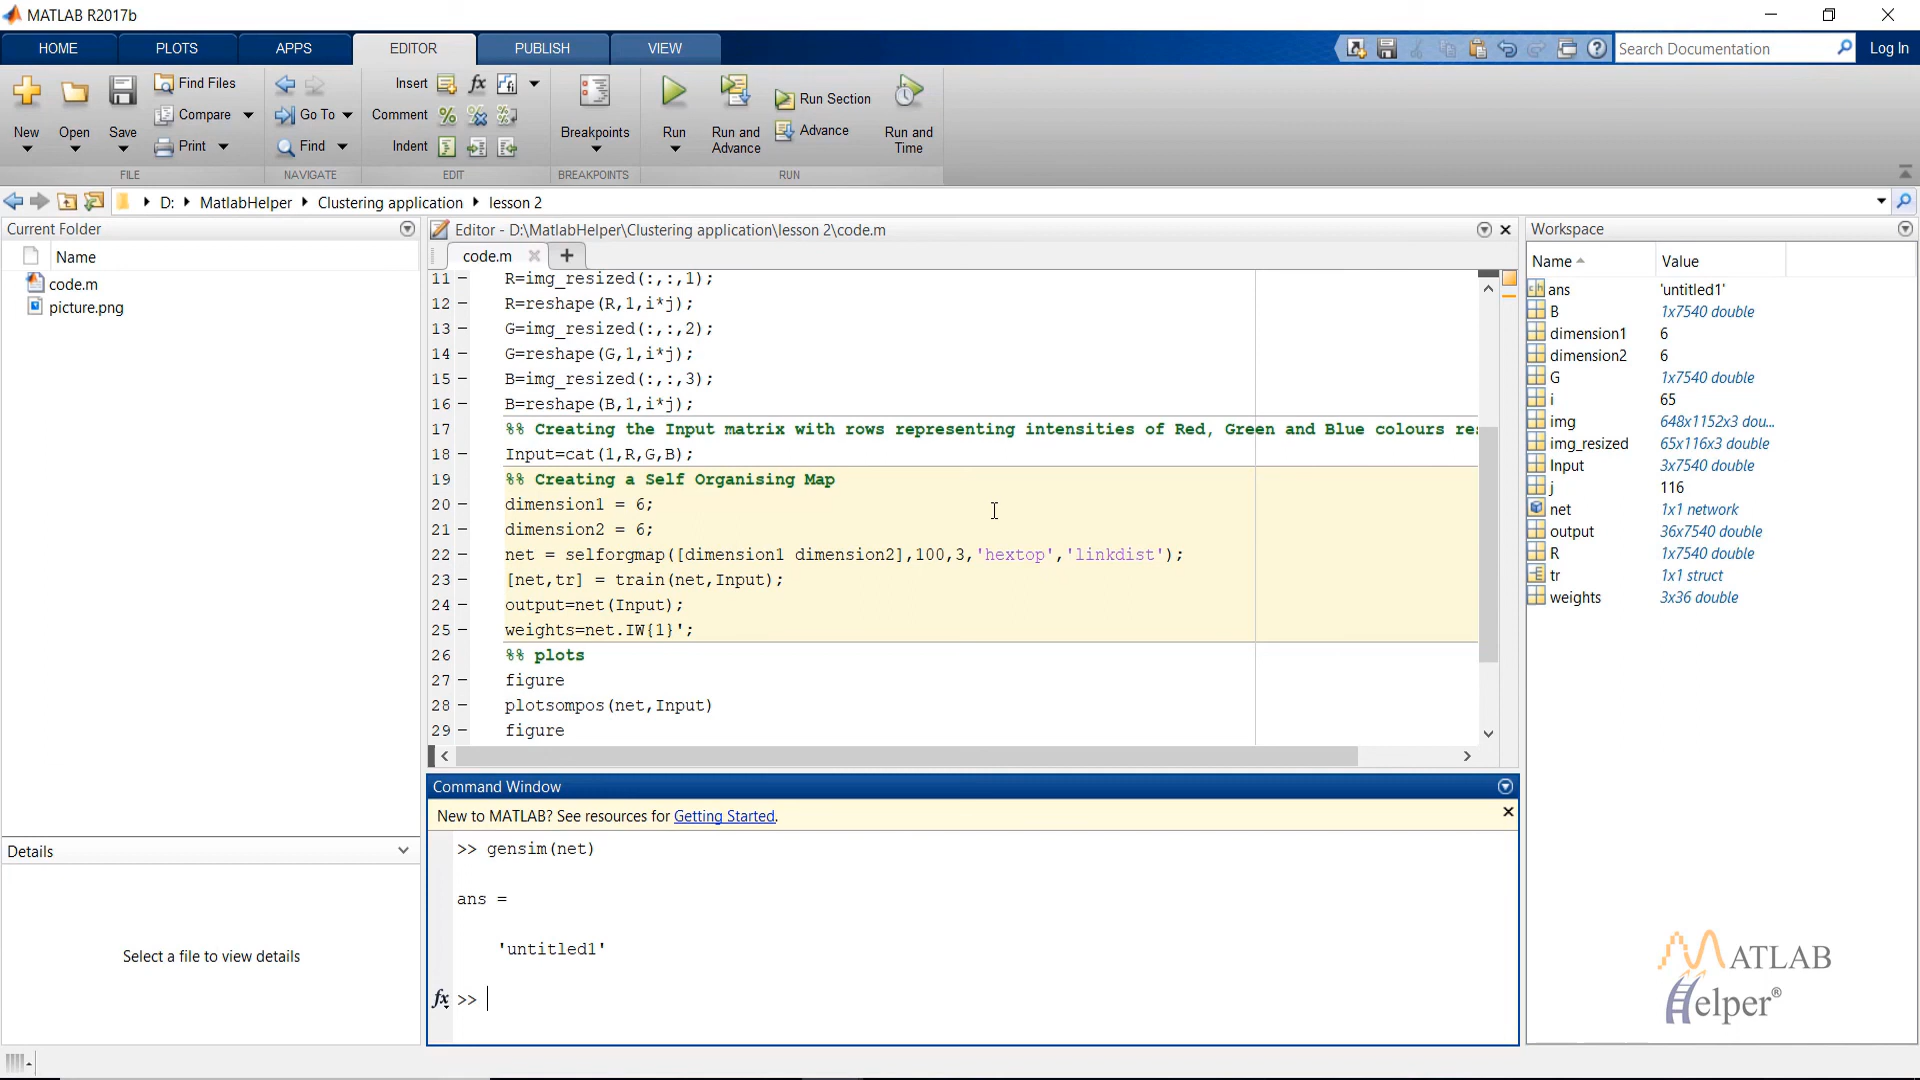 MATLAB R2017b
HOME
PLOTS
APPS
EDITOR
PUBLISH
VIEW
Search Documentation
Log In
New
Open
Save
Find Files
Compare
Print
FILE
Go To
Find
NAVIGATE
Insert
fx
fi
Comment
Indent
EDIT
Breakpoints
BREAKPOINTS
Run
Run and
Advance
Run Section
Advance
Run and
Time
RUN
D:
MatlabHelper
Clustering application
lesson 2
Current Folder
Name
code.m
picture.png
Details
Select a file to view details
Editor - D:\MatlabHelper\Clustering application\lesson 2\code.m
code.m
11 - R=img_resized(:,:,1);
12 - R=reshape(R,1,i*j);
13 - G=img_resized(:,:,2);
14 - G=reshape(G,1,i*j);
15 - B=img_resized(:,:,3);
16 - B=reshape(B,1,i*j);
17 %% Creating the Input matrix with rows representing intensities of Red, Green and Blue colours res
18 - Input=cat(1,R,G,B);
19 %% Creating a Self Organising Map
20 - dimension1 = 6;
21 - dimension2 = 6;
22 - net = selforgmap([dimension1 dimension2],100,3,'hextop','linkdist');
23 - [net,tr] = train(net,Input);
24 - output=net(Input);
25 - weights=net.IW{1}';
26 %% plots
27 - figure
28 - plotsompos(net,Input)
29 - figure
Command Window
New to MATLAB? See resources for Getting Started.
>> gensim(net)
ans =
'untitled1'
fx >>
Workspace
Name Value
ans 'untitled1'
B 1x7540 double
dimension1 6
dimension2 6
G 1x7540 double
i 65
img 648x1152x3 dou...
img_resized 65x116x3 double
Input 3x7540 double
j 116
net 1x1 network
output 36x7540 double
R 1x7540 double
tr 1x1 struct
weights 3x36 double
MATLAB
Helper®